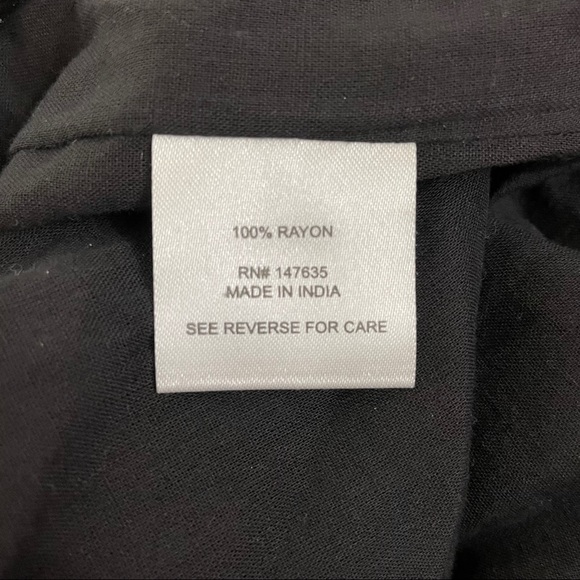 100% RAYON
RN# 147635
MADE IN INDIA
SEE REVERSE FOR CARE